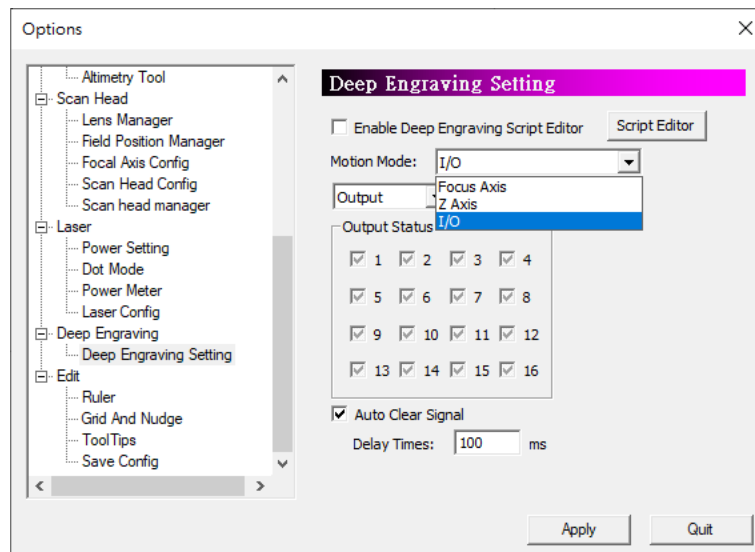 Options
Altimetry Tool
Scan Head
Lens Manager
Field Position Manager
Focal Axis Config
Scan Head Config
Scan head manager
Laser
Power Setting
Dot Mode
Power Meter
Laser Config
Deep Engraving
Deep Engraving Setting
Edit
Ruler
Grid And Nudge
ToolTips
Save Config
Deep Engraving Setting
Enable Deep Engraving Script Editor
Script Editor
Motion Mode:
I/O
Focus Axis
Z Axis
I/O
Output
Output Status
1 2 3 4
5 6 7 8
9 10 11 12
13 14 15 16
Auto Clear Signal
Delay Times: 100 ms
Apply
Quit